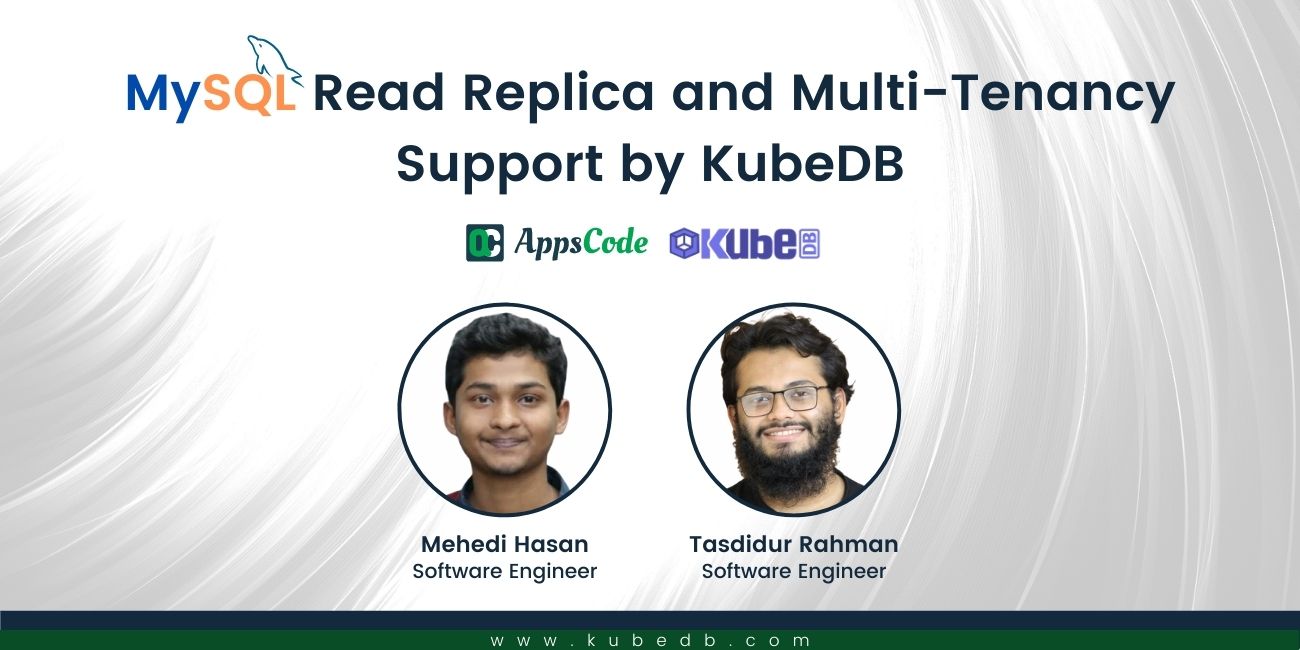 MySQL Read Replica and Multi-Tenancy
Support by KubeDB
AppsCode KubeDB
Mehedi Hasan Tasdidur Rahman
Software Engineer Software Engineer
www.kubedb.com